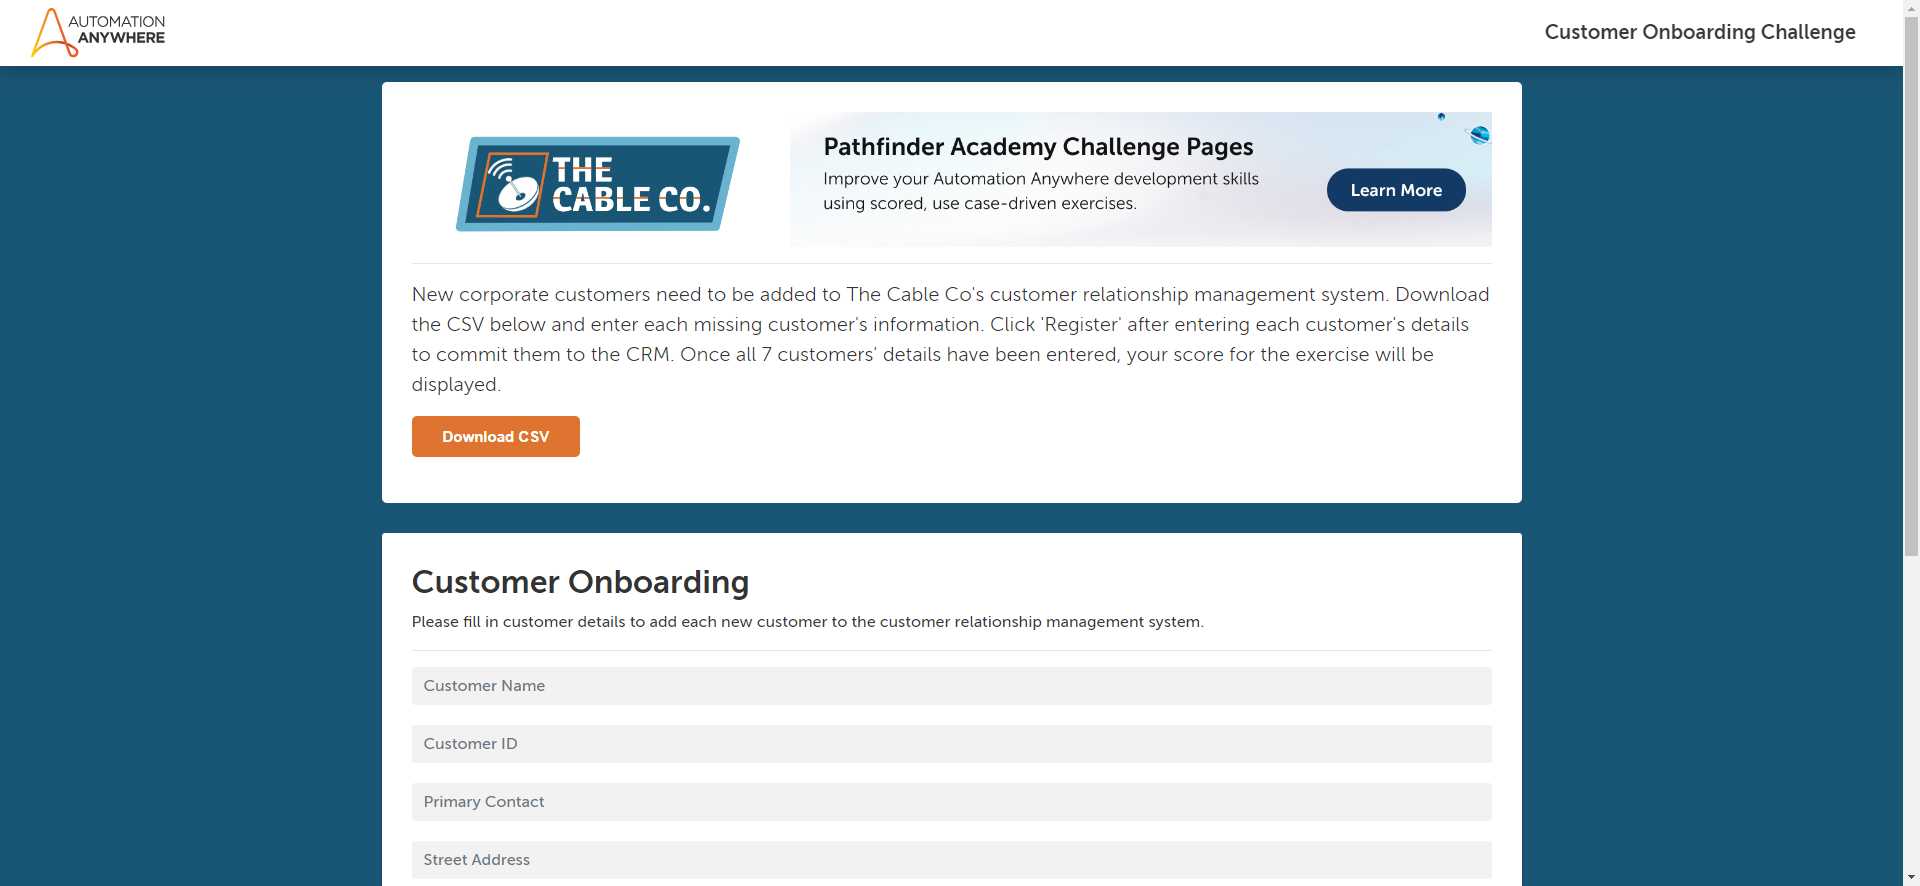 AUTOMATION
ANYWHERE
Customer Onboarding Challenge
THE
CABLE CO.
Pathfinder Academy Challenge Pages
Improve your Automation Anywhere development skills
using scored, use case-driven exercises.
Learn More
New corporate customers need to be added to The Cable Co's customer relationship management system. Download
the CSV below and enter each missing customer's information. Click 'Register' after entering each customer's details
to commit them to the CRM. Once all 7 customers' details have been entered, your score for the exercise will be
displayed.
Download CSV
Customer Onboarding
Please fill in customer details to add each new customer to the customer relationship management system.
Customer Name
Customer ID
Primary Contact
Street Address